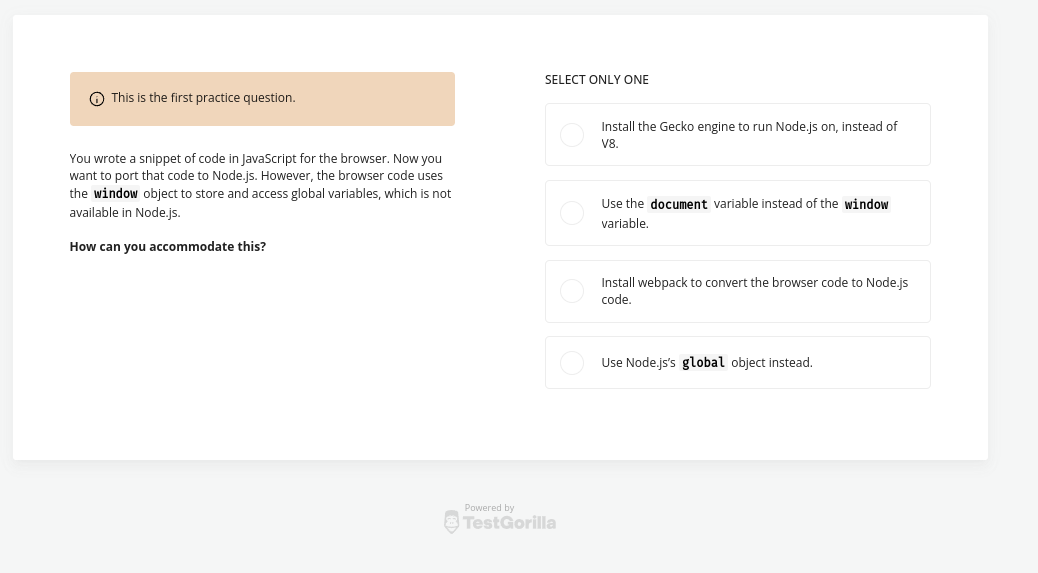 This is the first practice question.
You wrote a snippet of code in JavaScript for the browser. Now you
want to port that code to Node.js. However, the browser code uses
the window object to store and access global variables, which is not
available in Node.js.
How can you accommodate this?
SELECT ONLY ONE
Install the Gecko engine to run Node.js on, instead of
V8.
Use the document variable instead of the window
variable.
Install webpack to convert the browser code to Node.js
code.
Use Node.js’s global object instead.
Powered by
TestGorilla